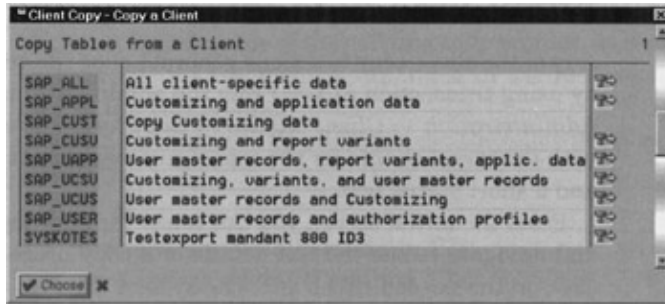 Client Copy - Copy a Client
Copy Tables from a Client 1
SAP_ALL All client-specific data
SAP_APPL Customizing and application data
SAP_CUST Copy Customizing data
SAP_CUSU Customizing and report variants
SAP_UAPP User master records, report variants, applic. data
SAP_UCSU Customizing, variants, and user master records
SAP_UCUS User master records and Customizing
SAP_USER User master records and authorization profiles
SYSKOTES Testexport mandant 800 ID3
Choose